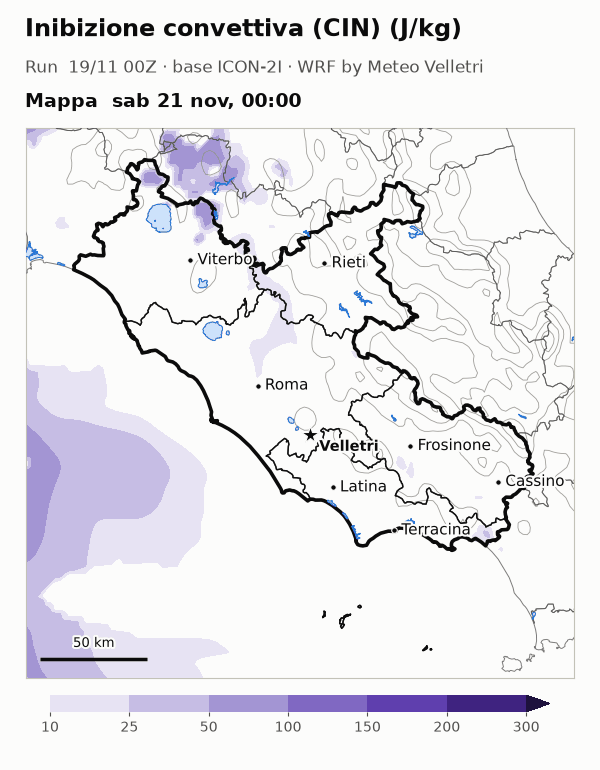 Inibizione convettiva (CIN) (J/kg)
Run 19/11 00Z · base ICON-2I · WRF by Meteo Velletri
Mappa sab 21 nov, 00:00
Viterbo
Rieti
Roma
Velletri
Frosinone
Latina
Cassino
Terracina
50 km
10 25 50 100 150 200 300